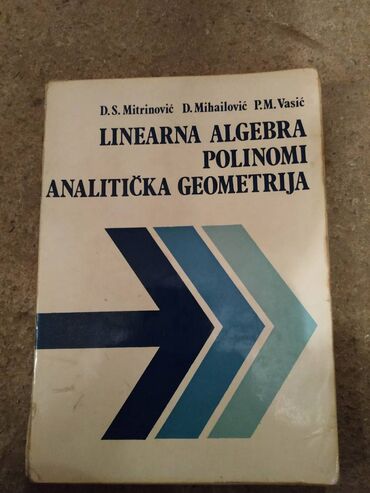 D. S. Mitrinović D. Mihailović P. M. Vasić
LINEARNA ALGEBRA
POLINOMI
ANALITIČKA GEOMETRIJA